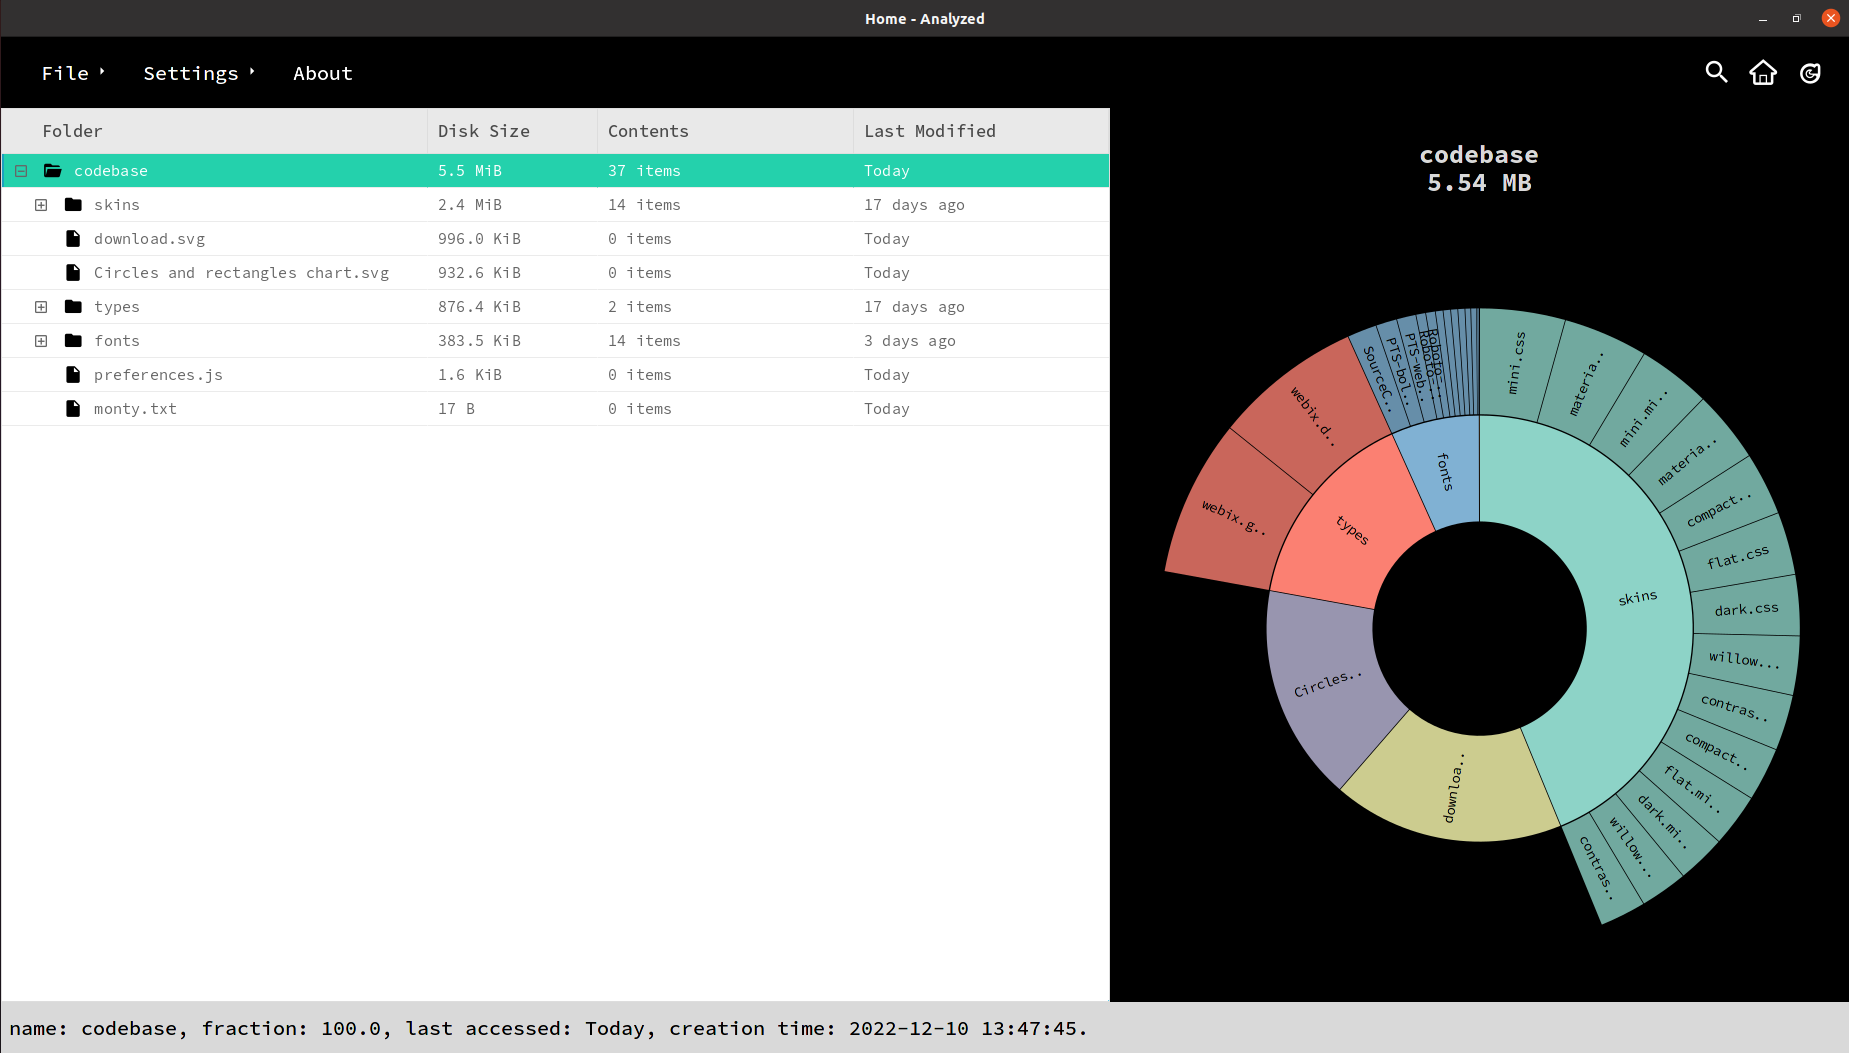 Home - Analyzed
File Settings About
Folder Disk Size Contents Last Modified
codebase 5.5 MiB 37 items Today
skins 2.4 MiB 14 items 17 days ago
download.svg 996.0 KiB 0 items Today
Circles and rectangles chart.svg 932.6 KiB 0 items Today
types 876.4 KiB 2 items 17 days ago
fonts 383.5 KiB 14 items 3 days ago
preferences.js 1.6 KiB 0 items Today
monty.txt 17 B 0 items Today
codebase
5.54 MB
mini.css
materia..
mini.mi..
materia..
compact..
flat.css
dark.css
willow...
contras..
compact..
flat.mi..
dark.mi..
willow...
contras..
skins
downloa..
Circles..
types
fonts
webix.g..
webix.d..
SourceC..
PTS-bol..
PTS-web..
Roboto-..
Roboto-..
name: codebase, fraction: 100.0, last accessed: Today, creation time: 2022-12-10 13:47:45.